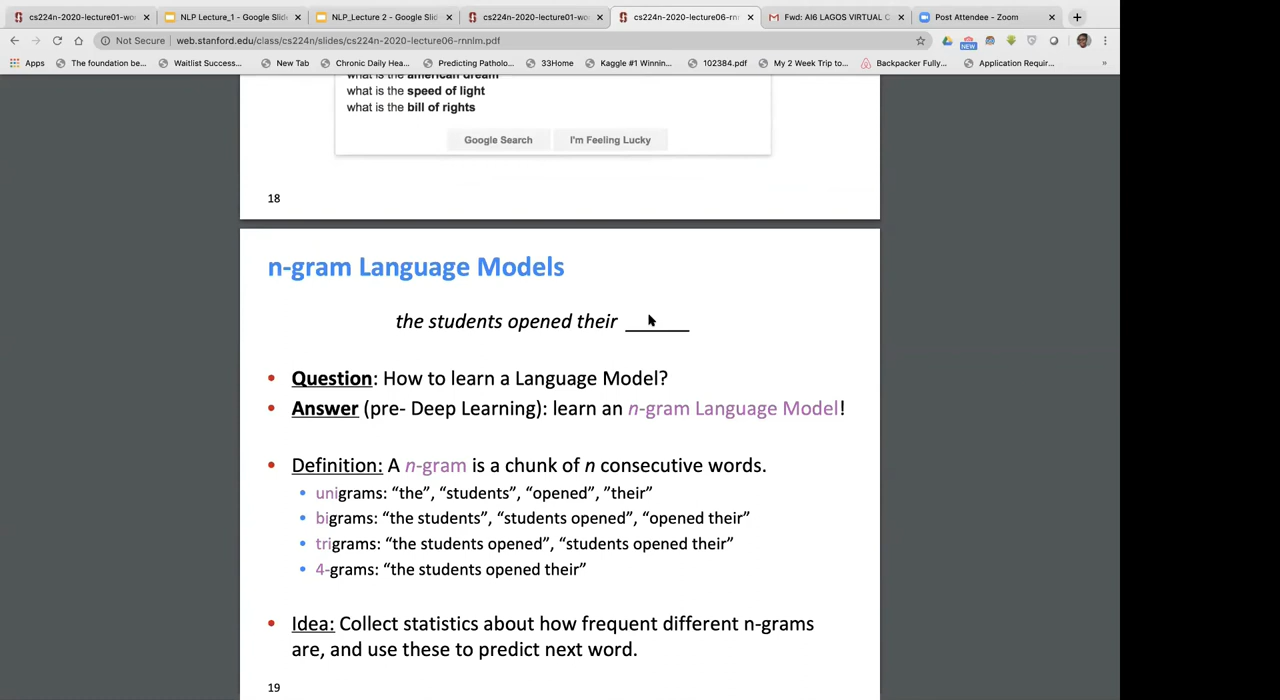 cs224n-2020-lecture01-wo
NLP Lecture_1 - Google Slid
NLP_Lecture 2 - Google Slid
cs224n-2020-lecture01-wo
cs224n-2020-lecture06-rn
Fwd: AI6 LAGOS VIRTUAL C
Post Attendee - Zoom
Not Secure | web.stanford.edu/class/cs224n/slides/cs224n-2020-lecture06-rnnlm.pdf
NEW
Apps
The foundation be...
Waitlist Success...
New Tab
Chronic Daily Hea...
Predicting Patholo...
33Home
Kaggle #1 Winnin...
102384.pdf
My 2 Week Trip to...
Backpacker Fully...
Application Requir...
»
what is the american dream
what is the speed of light
what is the bill of rights
Google Search
I'm Feeling Lucky
18
n-gram Language Models
the students opened their ______
• Question: How to learn a Language Model?
• Answer (pre- Deep Learning): learn an n-gram Language Model!
• Definition: A n-gram is a chunk of n consecutive words.
• unigrams: “the”, “students”, “opened”, ”their”
• bigrams: “the students”, “students opened”, “opened their”
• trigrams: “the students opened”, “students opened their”
• 4-grams: “the students opened their”
• Idea: Collect statistics about how frequent different n-grams
are, and use these to predict next word.
19